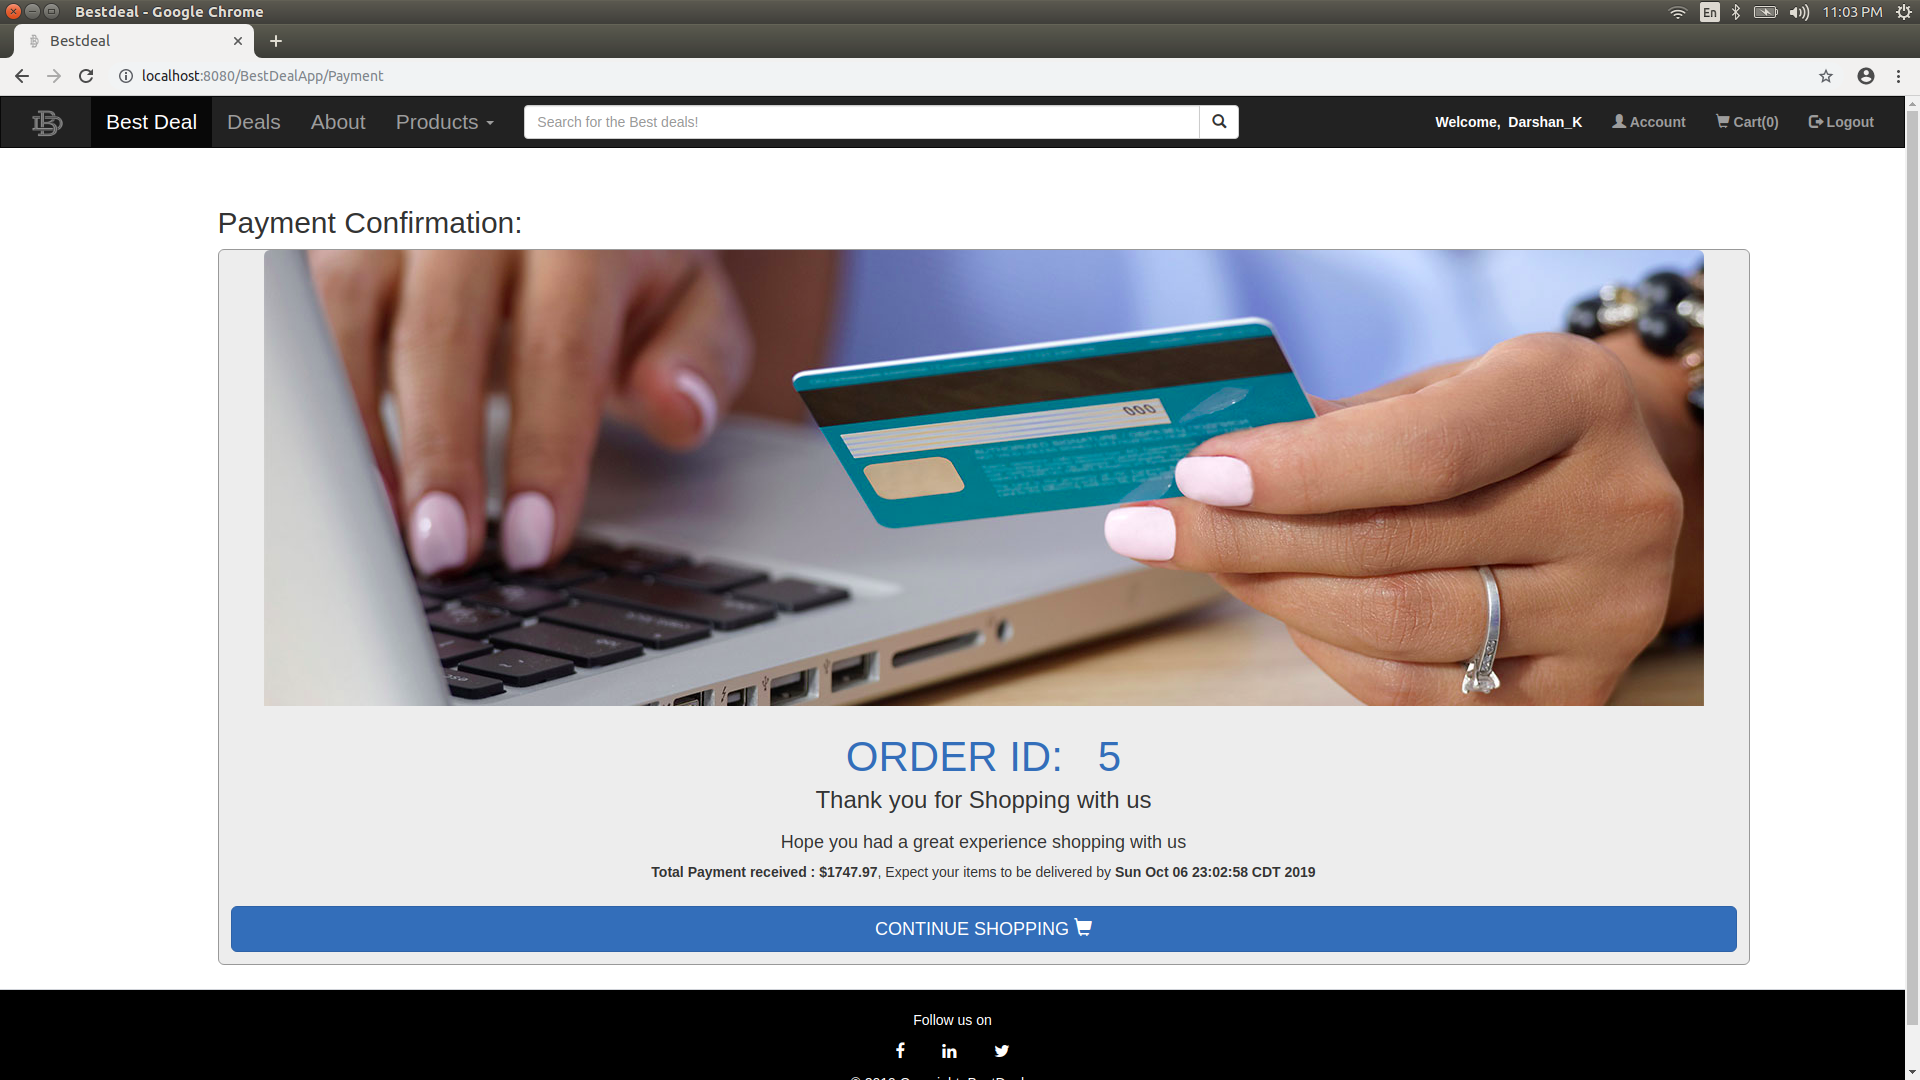 Bestdeal - Google Chrome
En
11:03 PM
Bestdeal
localhost:8080/BestDealApp/Payment
Best Deal
Deals
About
Products
Search for the Best deals!
Welcome, Darshan_K
Account
Cart(0)
Logout
Payment Confirmation:
000
ORDER ID: 5
Thank you for Shopping with us
Hope you had a great experience shopping with us
Total Payment received : $1747.97, Expect your items to be delivered by Sun Oct 06 23:02:58 CDT 2019
CONTINUE SHOPPING
Follow us on